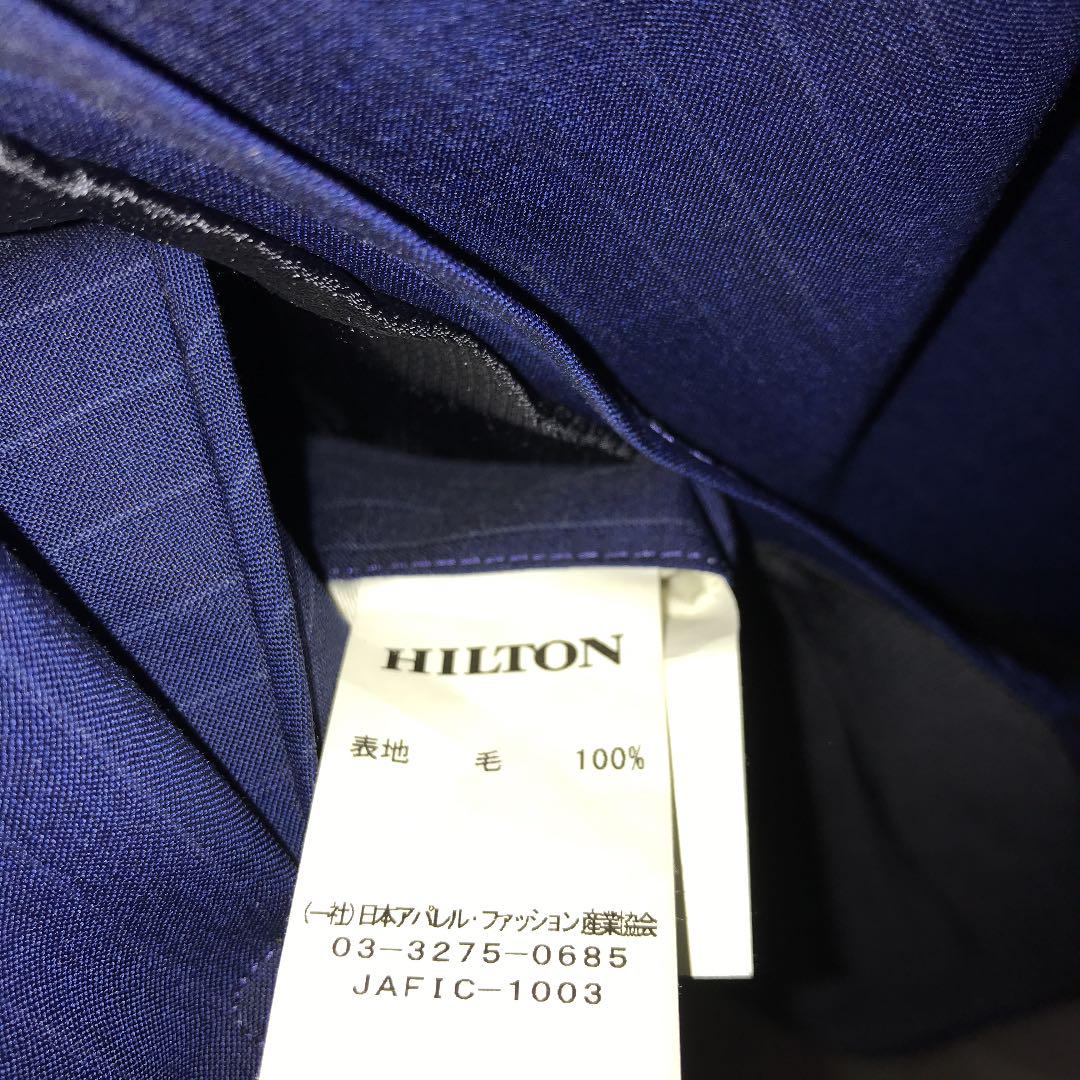 HILTON
表地 毛 100%
(一社)日本アパレル・ファッション産業協会
03-3275-0685
JAFIC-1003